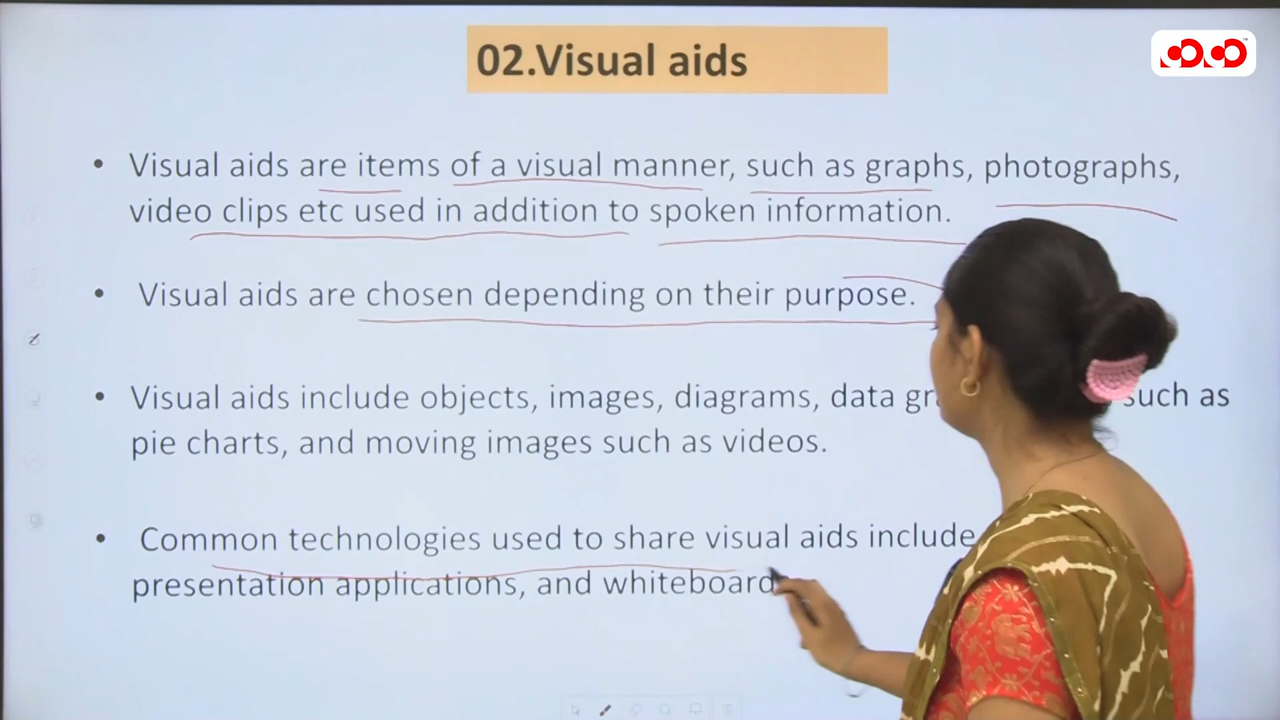 02.Visual aids
• Visual aids are items of a visual manner, such as graphs, photographs,
video clips etc used in addition to spoken information.
• Visual aids are chosen depending on their purpose.
• Visual aids include objects, images, diagrams, data such as
pie charts, and moving images such as videos.
• Common technologies used to share visual aids include
presentation applications, and whiteboard